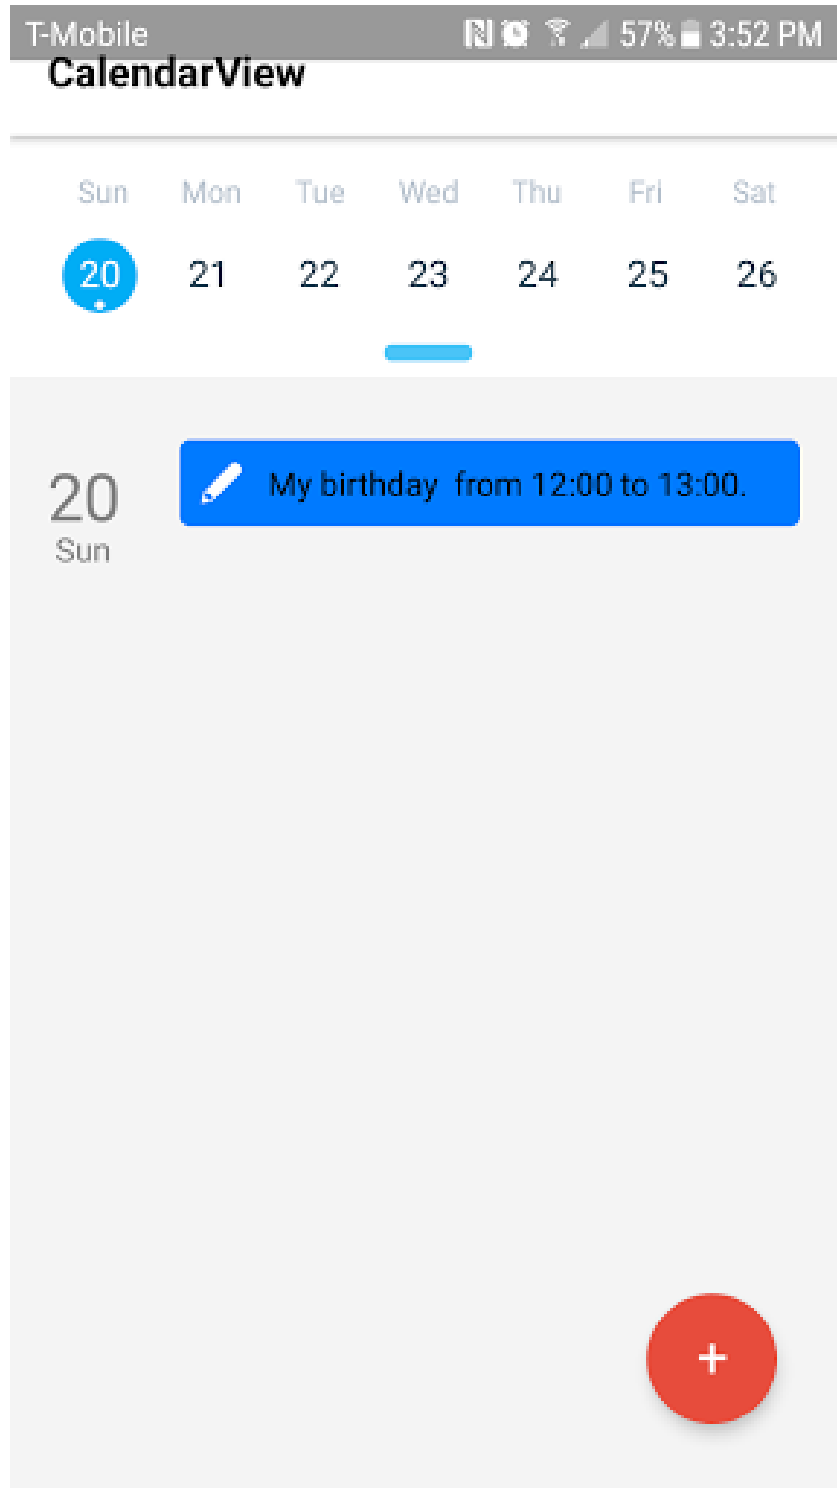 T-Mobile 57% 3:52 PM
CalendarView
Sun Mon Tue Wed Thu Fri Sat
20 21 22 23 24 25 26
20
Sun
My birthday  from 12:00 to 13:00.
+